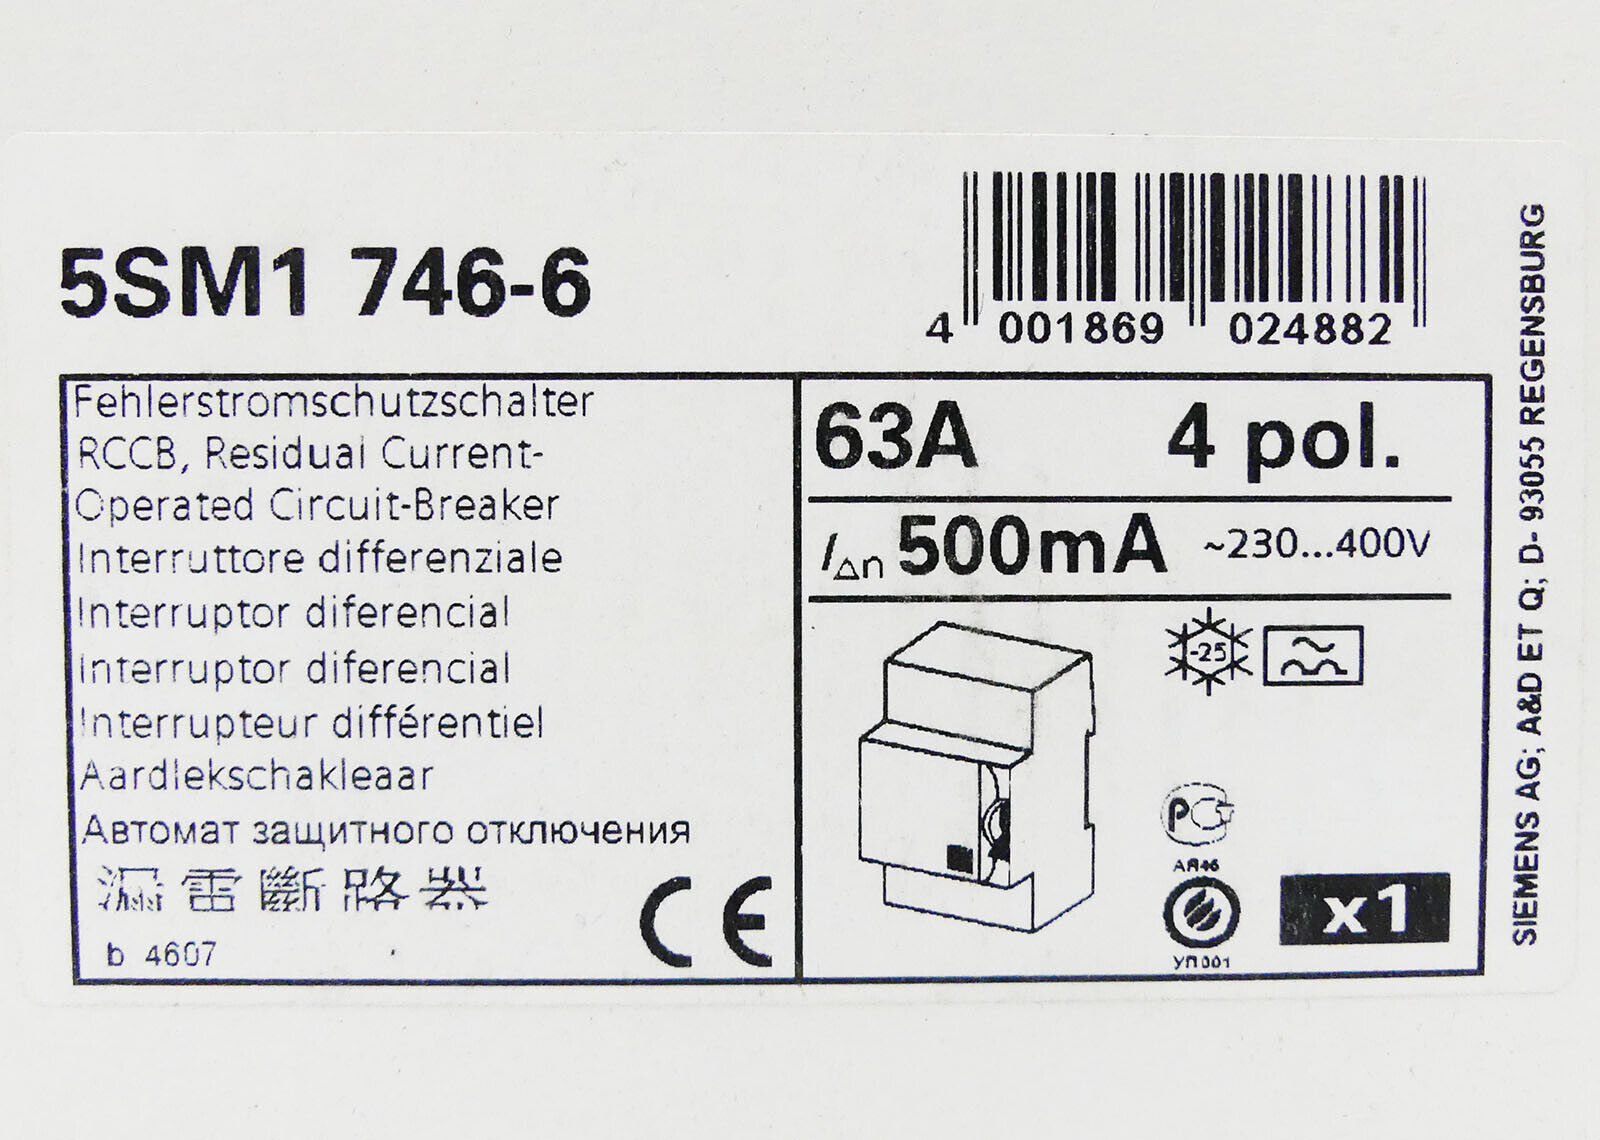 5SM1 746-6
4 001869 024882
Fehlerstromschutzschalter
RCCB, Residual Current-
Operated Circuit-Breaker
Interruttore differenziale
Interruptor diferencial
Interruptor diferencial
Interrupteur différentiel
Aardlekschakleaar
Автомат защитного отключения
漏電斷路器
b 4607
CE
63A 4 pol.
I△n 500mA ~230...400V
-25
РСТ
АЯ46
УП001
x1
SIEMENS AG; A&D ET Q; D- 93055 REGENSBURG